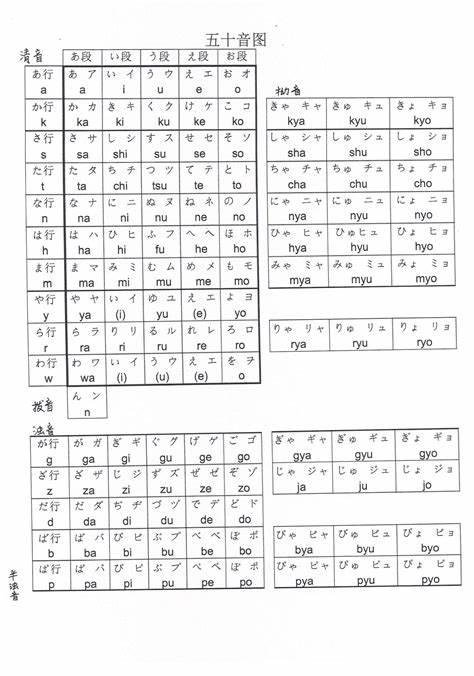 五十音图
清音
あ段 い段 う段 え段 お段
あ行 あ ア い イ う ウ え エ お オ
a a i u e o
か行 か カ き キ く ク け ケ こ コ
k ka ki ku ke ko
さ行 さ サ し シ す ス せ セ そ ソ
s sa shi su se so
た行 た タ ち チ つ ツ て テ と ト
t ta chi tsu te to
な行 な ナ に ニ ぬ ヌ ね ネ の ノ
n na ni nu ne no
は行 は ハ ひ ヒ ふ フ へ ヘ ほ ホ
h ha hi fu he ho
ま行 ま マ み ミ む ム め メ も モ
m ma mi mu me mo
や行 や ヤ い イ ゆ ユ え エ よ ヨ
y ya (i) yu (e) yo
ら行 ら ラ り リ る ル れ レ ろ ロ
r ra ri ru re ro
わ行 わ ワ い イ う ウ え エ を ヲ
w wa (i) (u) (e) o
拨音
ん ン
n
拗音
きゃ キャ きゅ キュ きょ キョ
kya kyu kyo
しゃ シャ しゅ シュ しょ ショ
sha shu sho
ちゃ チャ ちゅ チュ ちょ チョ
cha chu cho
にゃ ニャ にゅ ニュ にょ ニョ
nya nyu nyo
ひゃ ヒャ ひゅ ヒュ ひょ ヒョ
hya hyu hyo
みゃ ミャ みゅ ミュ みょ ミョ
mya myu myo
りゃ リャ りゅ リュ りょ リョ
rya ryu ryo
浊音
が行 が ガ ぎ ギ ぐ グ げ ゲ ご ゴ
g ga gi gu ge go
ざ行 ざ ザ じ ジ ず ズ ぜ ゼ ぞ ゾ
z za zi zu ze zo
だ行 だ ダ ぢ ヂ づ ヅ で デ ど ド
d da di du de do
ば行 ば バ び ビ ぶ ブ べ ベ ぼ ボ
b ba bi bu be bo
半浊音
ぱ行 ぱ パ ぴ ピ ぷ プ ぺ ペ ぽ ポ
p pa pi pu pe po
ぎゃ ギャ ぎゅ ギュ ぎょ ギョ
gya gyu gyo
じゃ ジャ じゅ ジュ じょ ジョ
ja ju jo
びゃ ビャ びゅ ビュ びょ ビョ
bya byu byo
ぴゃ ピャ ぴゅ ピュ ぴょ ピョ
pya pyu pyo